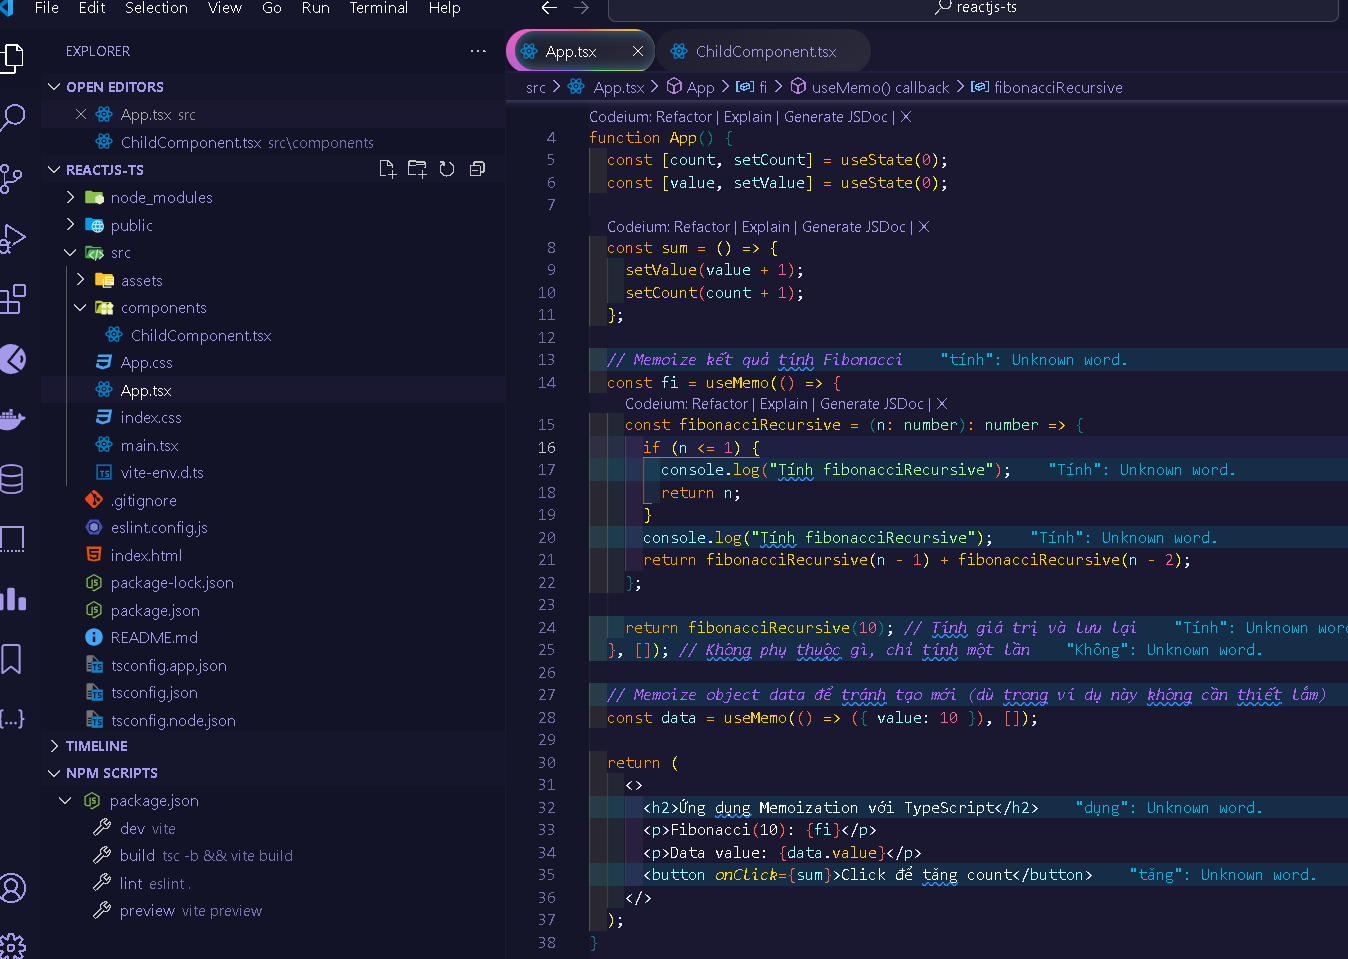 File Edit Selection View Go Run Terminal Help
reactjs-ts
EXPLORER
OPEN EDITORS
App.tsx src
ChildComponent.tsx src\components
REACTJS-TS
node_modules
public
src
assets
components
ChildComponent.tsx
App.css
App.tsx
index.css
main.tsx
TS vite-env.d.ts
.gitignore
eslint.config.js
index.html
package-lock.json
package.json
README.md
tsconfig.app.json
tsconfig.json
tsconfig.node.json
TIMELINE
NPM SCRIPTS
package.json
dev vite
build tsc -b && vite build
lint eslint .
preview vite preview
App.tsx
ChildComponent.tsx
src > App.tsx > App > fi > useMemo() callback > fibonacciRecursive
Codeium: Refactor | Explain | Generate JSDoc | X
4 function App() {
5 const [count, setCount] = useState(0);
6 const [value, setValue] = useState(0);
7
Codeium: Refactor | Explain | Generate JSDoc | X
8 const sum = () => {
9 setValue(value + 1);
10 setCount(count + 1);
11 };
12
13 // Memoize kết quả tính Fibonacci "tính": Unknown word.
14 const fi = useMemo(() => {
Codeium: Refactor | Explain | Generate JSDoc | X
15 const fibonacciRecursive = (n: number): number => {
16 if (n <= 1) {
17 console.log("Tính fibonacciRecursive"); "Tính": Unknown word.
18 return n;
19 }
20 console.log("Tính fibonacciRecursive"); "Tính": Unknown word.
21 return fibonacciRecursive(n - 1) + fibonacciRecursive(n - 2);
22 };
23
24 return fibonacciRecursive(10); // Tính giá trị và lưu lại "Tính": Unknown word
25 }, []); // Không phụ thuộc gì, chỉ tính một lần "Không": Unknown word.
26
27 // Memoize object data để tránh tạo mới (dù trong ví dụ này không cần thiết lắm)
28 const data = useMemo(() => ({ value: 10 }), []);
29
30 return (
31 <>
32 <h2>Ứng dụng Memoization với TypeScript</h2> "dụng": Unknown word.
33 <p>Fibonacci(10): {fi}</p>
34 <p>Data value: {data.value}</p>
35 <button onClick={sum}>Click để tăng count</button> "tăng": Unknown word.
36 </>
37 );
38 }